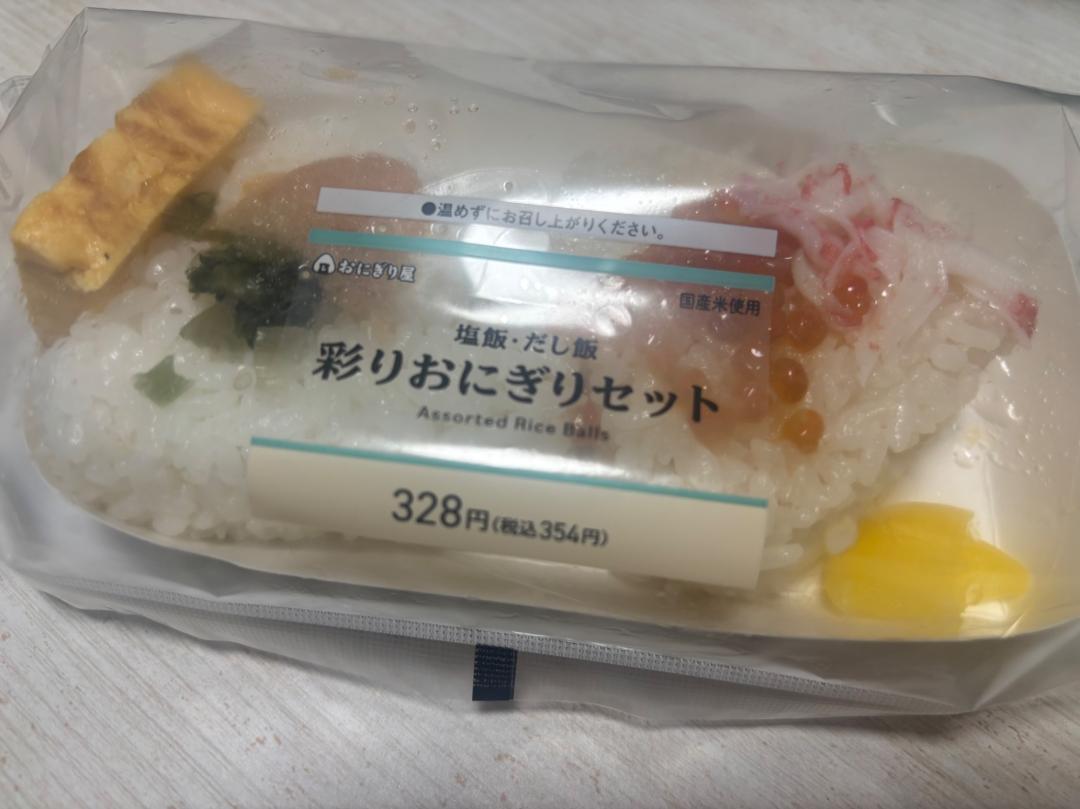 ●温めずにお召し上がりください。
おにぎり屋
国産米使用
塩飯・だし飯
彩りおにぎりセット
Assorted Rice Balls
328円(税込354円)